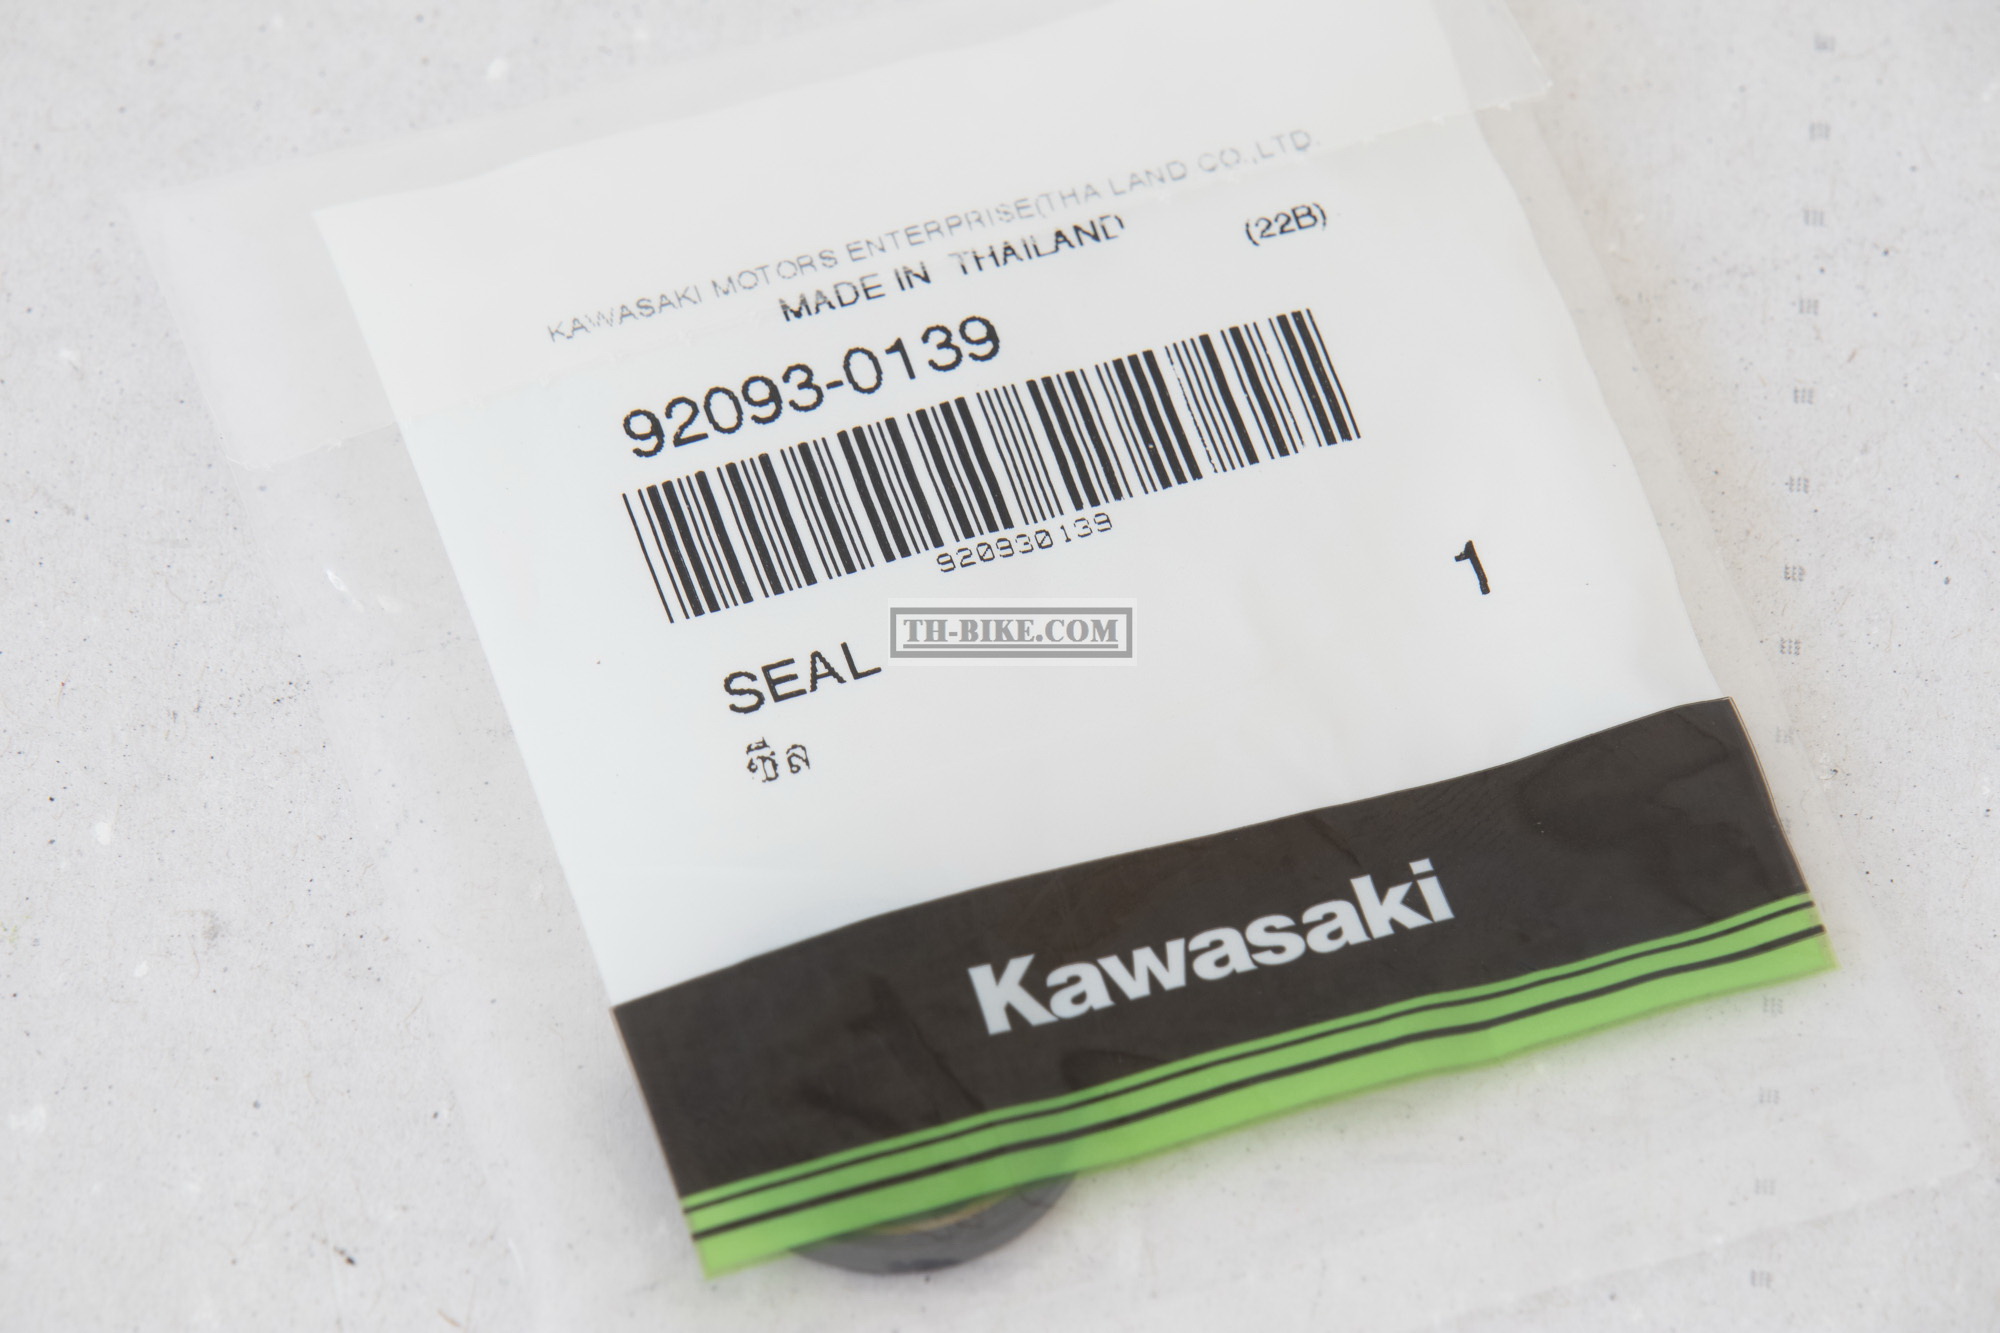 KAWASAKI MOTORS ENTERPRISE(THA LAND CO.,LTD.
MADE IN THAILAND (22B)
92093-0139
920930139
1
TH-BIKE.COM
SEAL
ซีล
Kawasaki